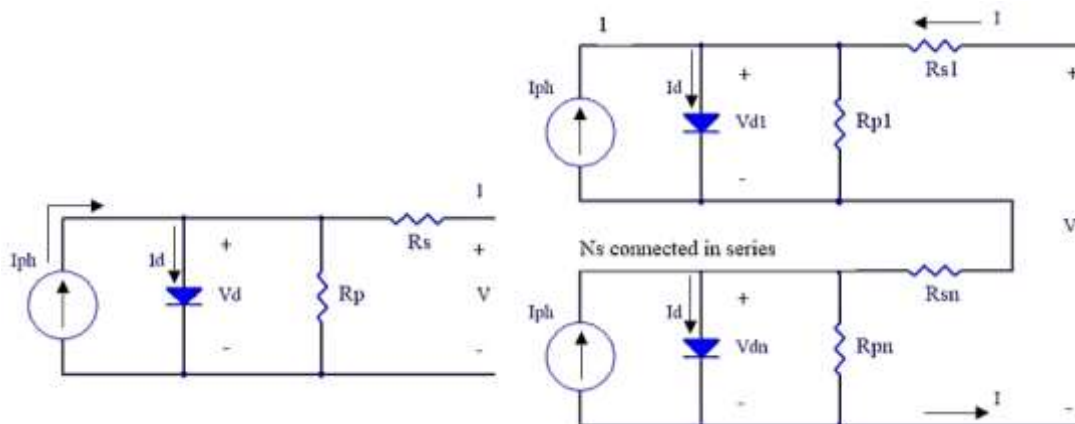 I
Rs
Iph
Id
+
Vd
-
Rp
+
V
-
1
I
Rs1
Iph
Id
+
Vd1
-
Rp1
+
V
-
Ns connected in series
Rsn
Iph
Id
+
Vdn
-
Rpn
I